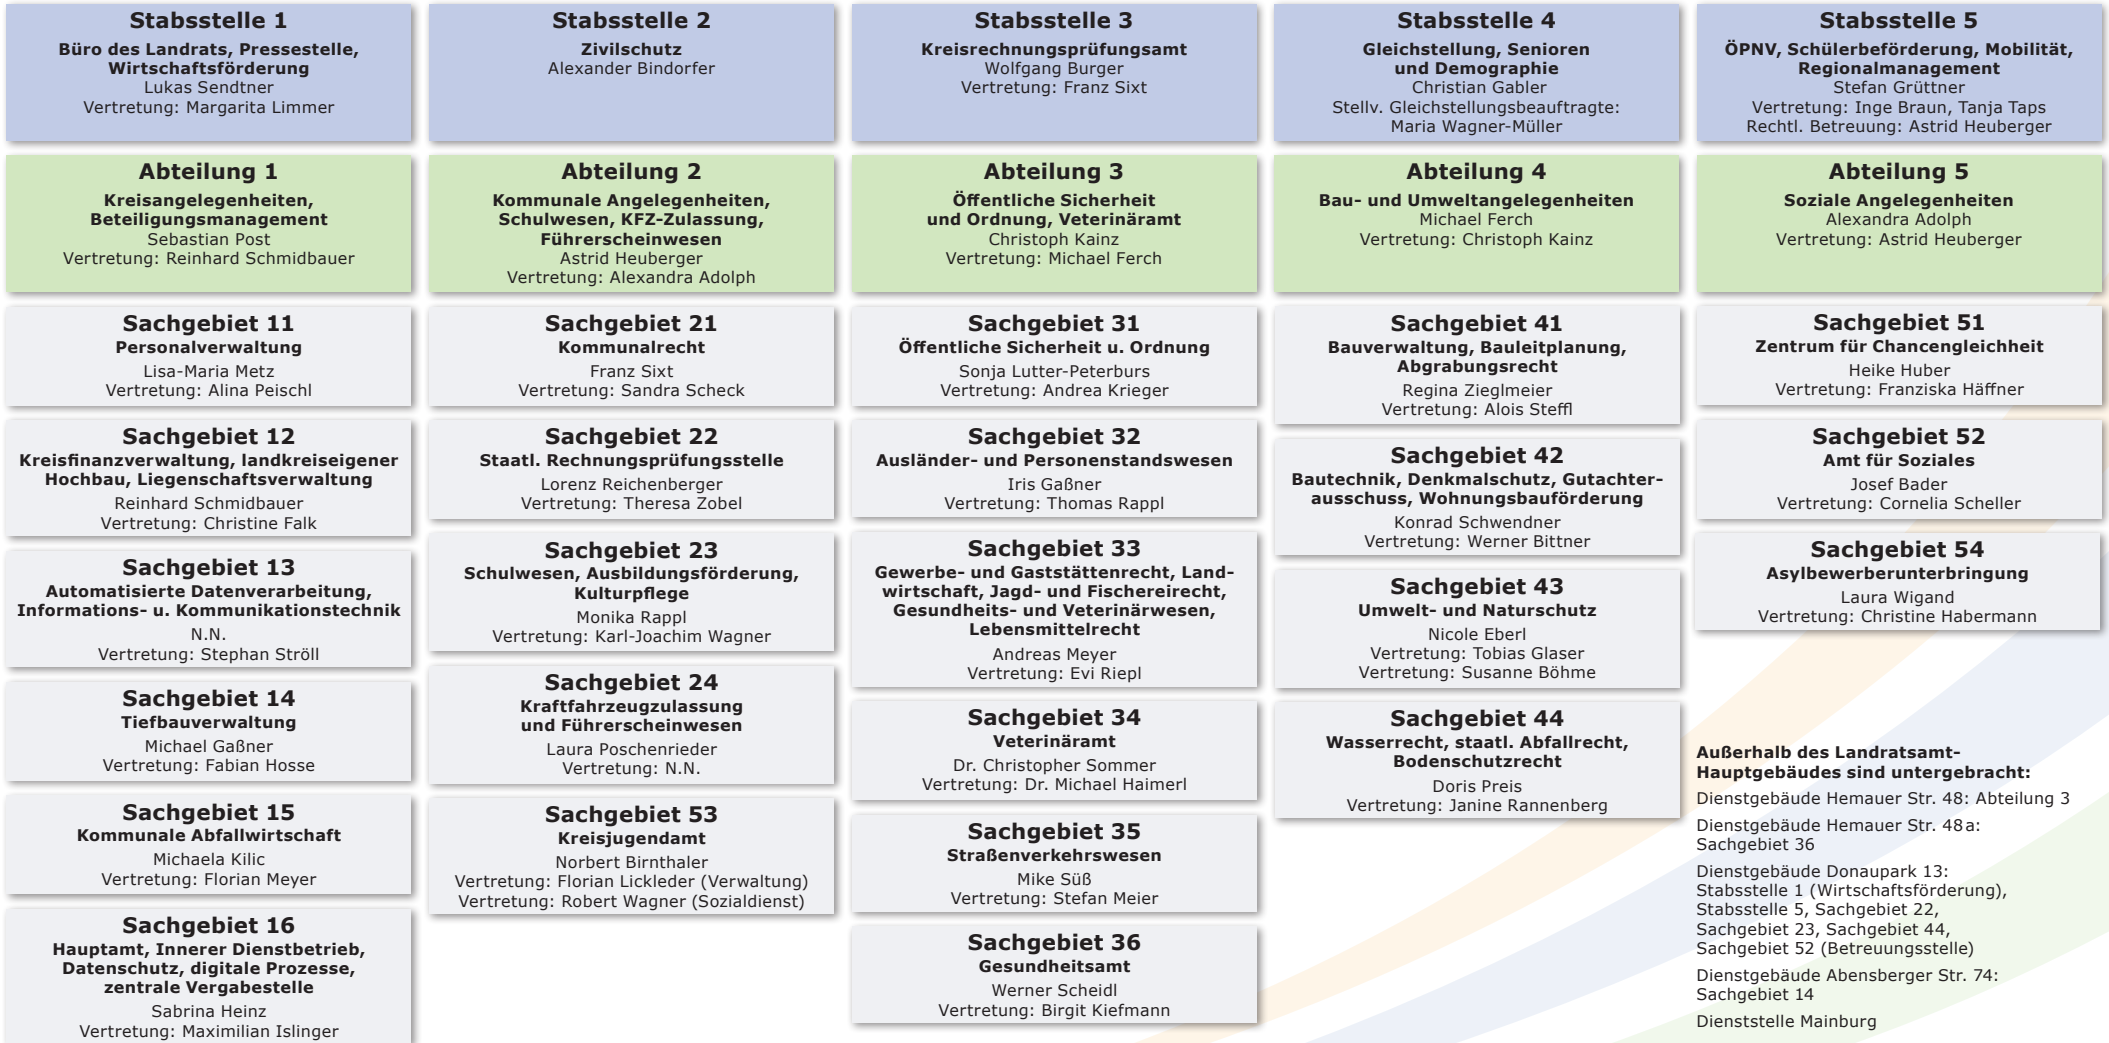 Stabsstelle 1
Büro des Landrats, Pressestelle,
Wirtschaftsförderung
Lukas Sendtner
Vertretung: Margarita Limmer
Stabsstelle 2
Zivilschutz
Alexander Bindorfer
Stabsstelle 3
Kreisrechnungsprüfungsamt
Wolfgang Burger
Vertretung: Franz Sixt
Stabsstelle 4
Gleichstellung, Senioren
und Demographie
Christian Gabler
Stellv. Gleichstellungsbeauftragte:
Maria Wagner-Müller
Stabsstelle 5
ÖPNV, Schülerbeförderung, Mobilität,
Regionalmanagement
Stefan Grüttner
Vertretung: Inge Braun, Tanja Taps
Rechtl. Betreuung: Astrid Heuberger
Abteilung 1
Kreisangelegenheiten,
Beteiligungsmanagement
Sebastian Post
Vertretung: Reinhard Schmidbauer
Abteilung 2
Kommunale Angelegenheiten,
Schulwesen, KFZ-Zulassung,
Führerscheinwesen
Astrid Heuberger
Vertretung: Alexandra Adolph
Abteilung 3
Öffentliche Sicherheit
und Ordnung, Veterinäramt
Christoph Kainz
Vertretung: Michael Ferch
Abteilung 4
Bau- und Umweltangelegenheiten
Michael Ferch
Vertretung: Christoph Kainz
Abteilung 5
Soziale Angelegenheiten
Alexandra Adolph
Vertretung: Astrid Heuberger
Sachgebiet 11
Personalverwaltung
Lisa-Maria Metz
Vertretung: Alina Peischl
Sachgebiet 12
Kreisfinanzverwaltung, landkreiseigener
Hochbau, Liegenschaftsverwaltung
Reinhard Schmidbauer
Vertretung: Christine Falk
Sachgebiet 13
Automatisierte Datenverarbeitung,
Informations- u. Kommunikationstechnik
N.N.
Vertretung: Stephan Ströll
Sachgebiet 14
Tiefbauverwaltung
Michael Gaßner
Vertretung: Fabian Hosse
Sachgebiet 15
Kommunale Abfallwirtschaft
Michaela Kilic
Vertretung: Florian Meyer
Sachgebiet 16
Hauptamt, Innerer Dienstbetrieb,
Datenschutz, digitale Prozesse,
zentrale Vergabestelle
Sabrina Heinz
Vertretung: Maximilian Islinger
Sachgebiet 21
Kommunalrecht
Franz Sixt
Vertretung: Sandra Scheck
Sachgebiet 22
Staatl. Rechnungsprüfungsstelle
Lorenz Reichenberger
Vertretung: Theresa Zobel
Sachgebiet 23
Schulwesen, Ausbildungsförderung,
Kulturpflege
Monika Rappl
Vertretung: Karl-Joachim Wagner
Sachgebiet 24
Kraftfahrzeugzulassung
und Führerscheinwesen
Laura Poschenrieder
Vertretung: N.N.
Sachgebiet 53
Kreisjugendamt
Norbert Birnthaler
Vertretung: Florian Lickleder (Verwaltung)
Vertretung: Robert Wagner (Sozialdienst)
Sachgebiet 31
Öffentliche Sicherheit u. Ordnung
Sonja Lutter-Peterburs
Vertretung: Andrea Krieger
Sachgebiet 32
Ausländer- und Personenstandswesen
Iris Gaßner
Vertretung: Thomas Rappl
Sachgebiet 33
Gewerbe- und Gaststättenrecht, Land-
wirtschaft, Jagd- und Fischereirecht,
Gesundheits- und Veterinärwesen,
Lebensmittelrecht
Andreas Meyer
Vertretung: Evi Riepl
Sachgebiet 34
Veterinäramt
Dr. Christopher Sommer
Vertretung: Dr. Michael Haimerl
Sachgebiet 35
Straßenverkehrswesen
Mike Süß
Vertretung: Stefan Meier
Sachgebiet 36
Gesundheitsamt
Werner Scheidl
Vertretung: Birgit Kiefmann
Sachgebiet 41
Bauverwaltung, Bauleitplanung,
Abgrabungsrecht
Regina Zieglmeier
Vertretung: Alois Steffl
Sachgebiet 42
Bautechnik, Denkmalschutz, Gutachter-
ausschuss, Wohnungsbauförderung
Konrad Schwendner
Vertretung: Werner Bittner
Sachgebiet 43
Umwelt- und Naturschutz
Nicole Eberl
Vertretung: Tobias Glaser
Vertretung: Susanne Böhme
Sachgebiet 44
Wasserrecht, staatl. Abfallrecht,
Bodenschutzrecht
Doris Preis
Vertretung: Janine Rannenberg
Sachgebiet 51
Zentrum für Chancengleichheit
Heike Huber
Vertretung: Franziska Häffner
Sachgebiet 52
Amt für Soziales
Josef Bader
Vertretung: Cornelia Scheller
Sachgebiet 54
Asylbewerberunterbringung
Laura Wigand
Vertretung: Christine Habermann
Außerhalb des Landratsamt-
Hauptgebäudes sind untergebracht:
Dienstgebäude Hemauer Str. 48: Abteilung 3
Dienstgebäude Hemauer Str. 48a:
Sachgebiet 36
Dienstgebäude Donaupark 13:
Stabsstelle 1 (Wirtschaftsförderung),
Stabsstelle 5, Sachgebiet 22,
Sachgebiet 23, Sachgebiet 44,
Sachgebiet 52 (Betreuungsstelle)
Dienstgebäude Abensberger Str. 74:
Sachgebiet 14
Dienststelle Mainburg